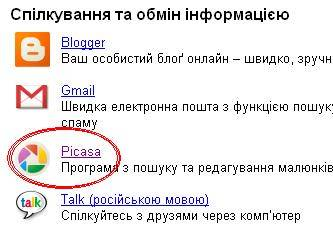 Спілкування та обмін інформацією
Blogger
Ваш особистий блоґ онлайн – швидко, зручн
Gmail
Швидка електронна пошта з функцією пошуку
спаму
Picasa
Програма з пошуку та редагування малюнків
talk
Talk (російською мовою)
Спілкуйтесь з друзями через комп'ютер